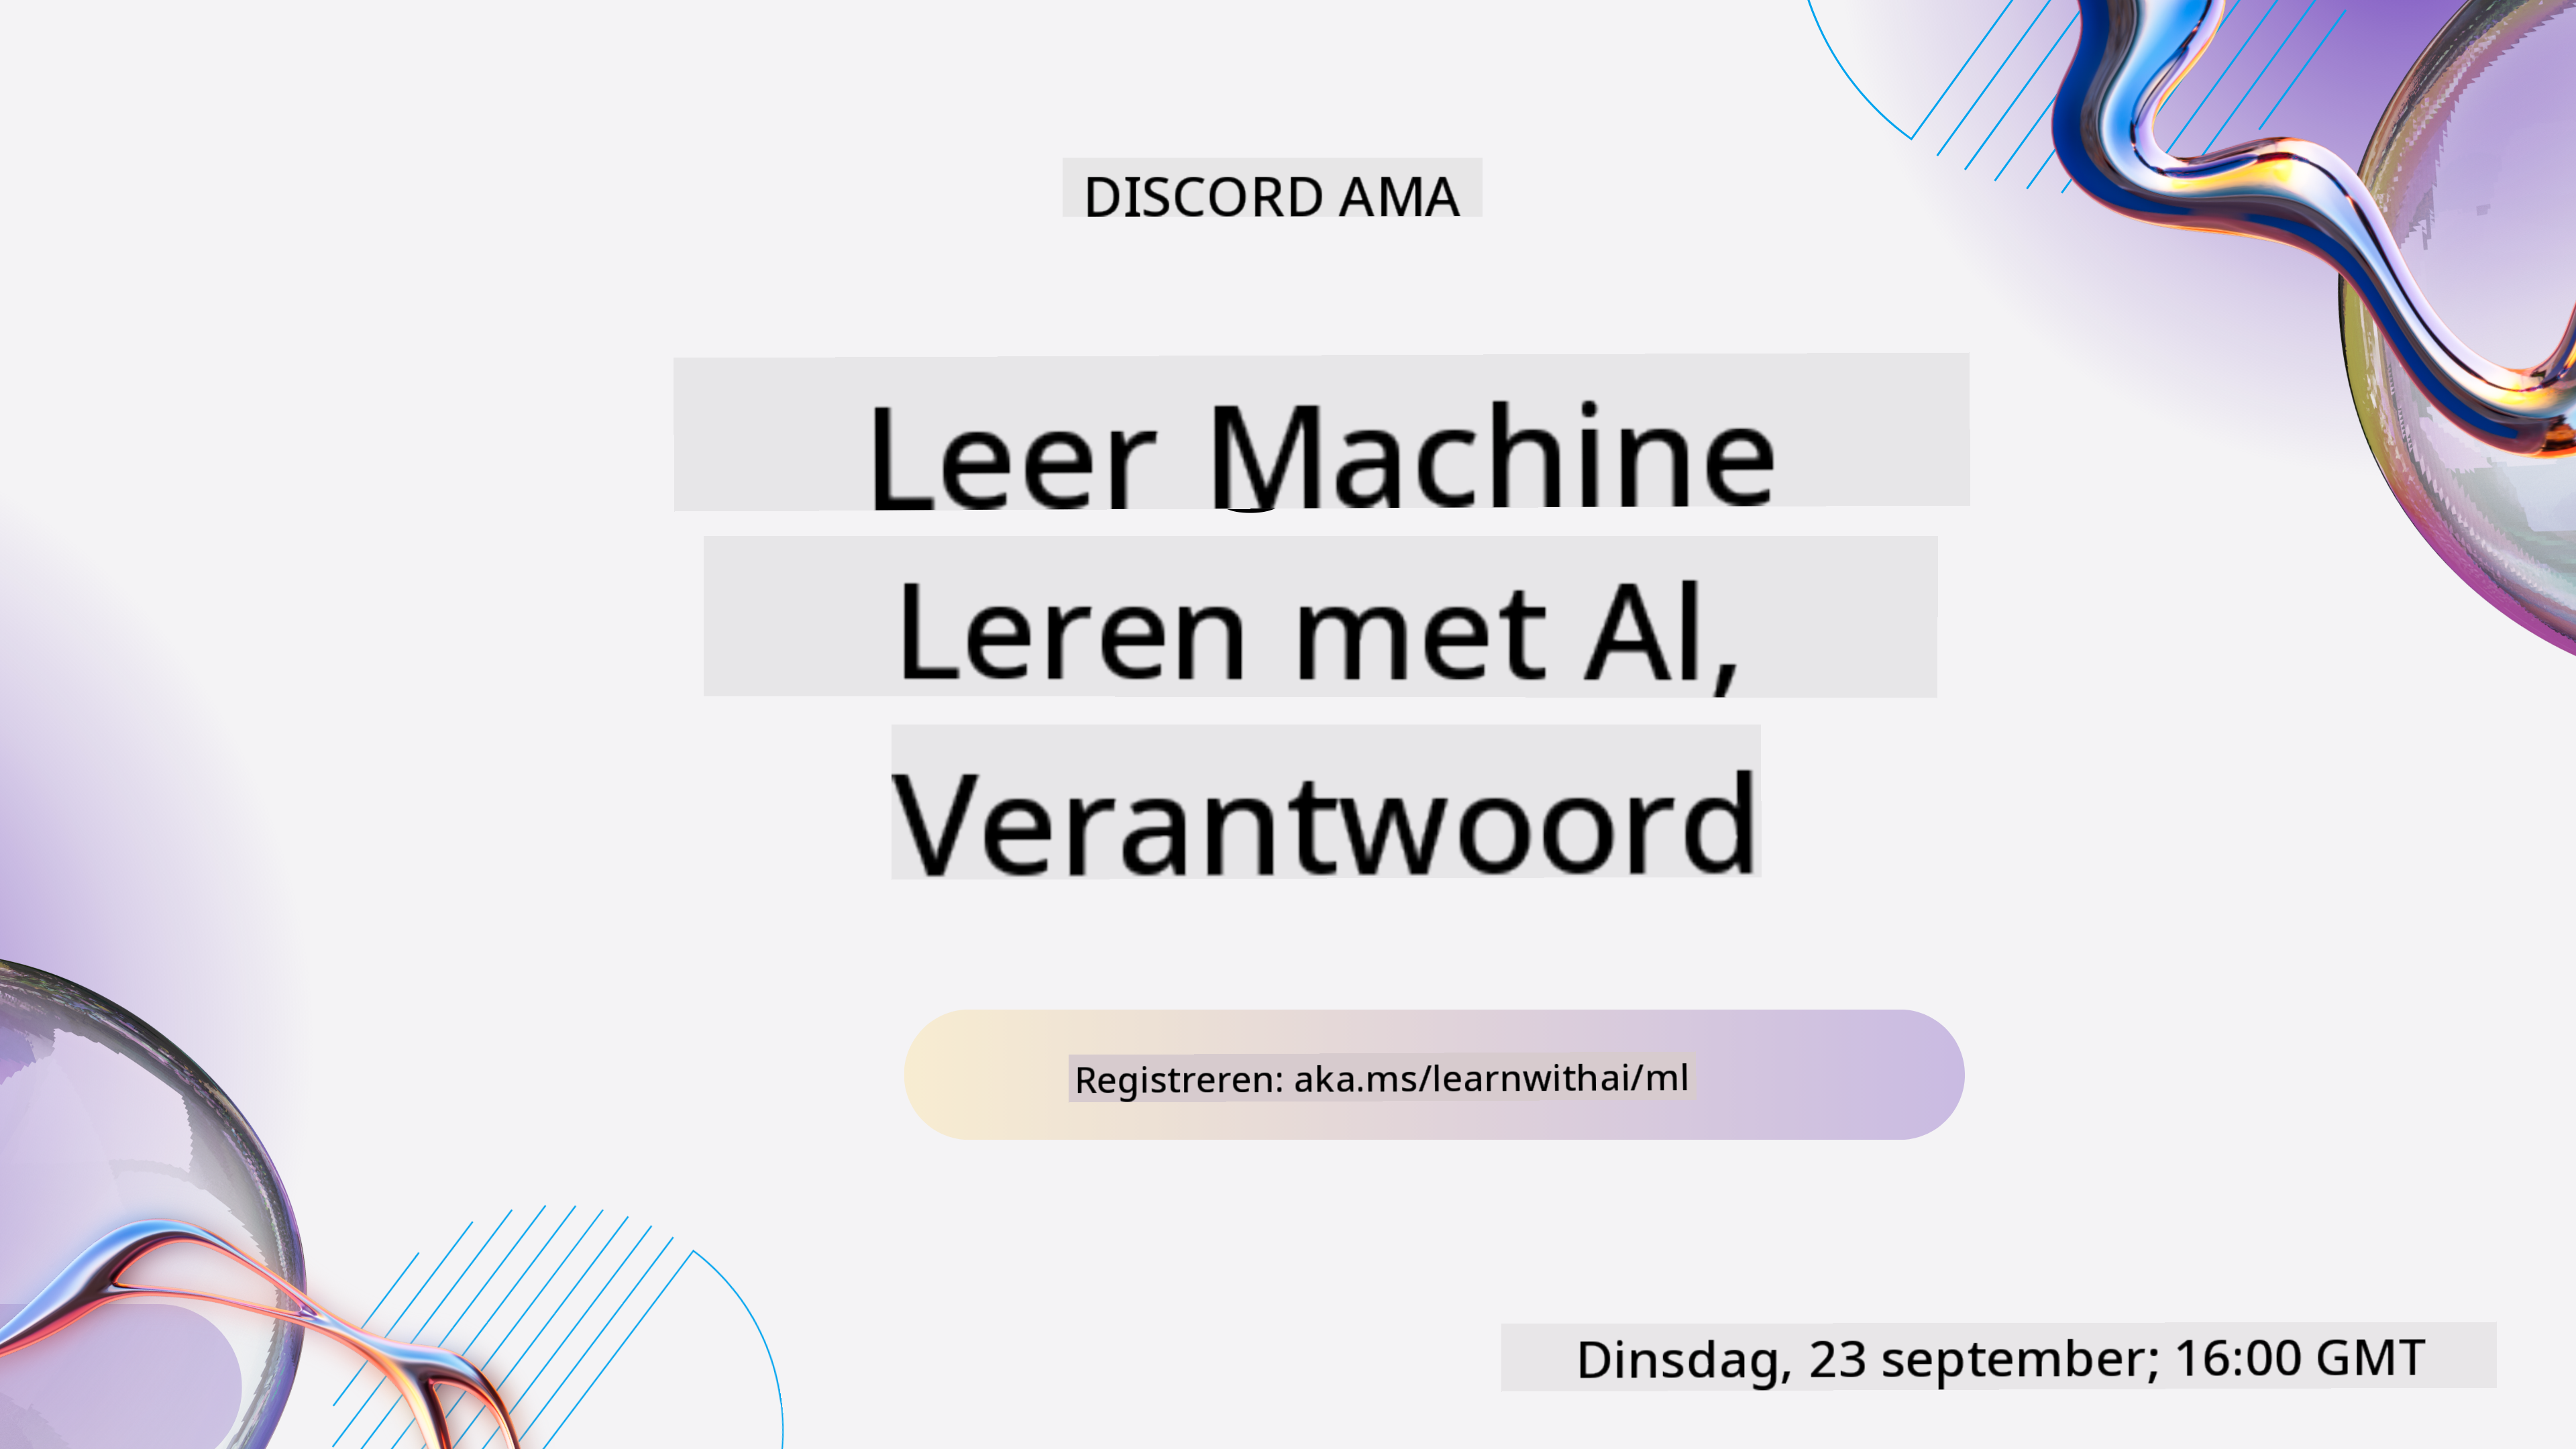 DISCORD AMA
Leer Machine
Leren met AI,
Verantwoord
Registreren: aka.ms/learnwithai/ml
Dinsdag, 23 september; 16:00 GMT